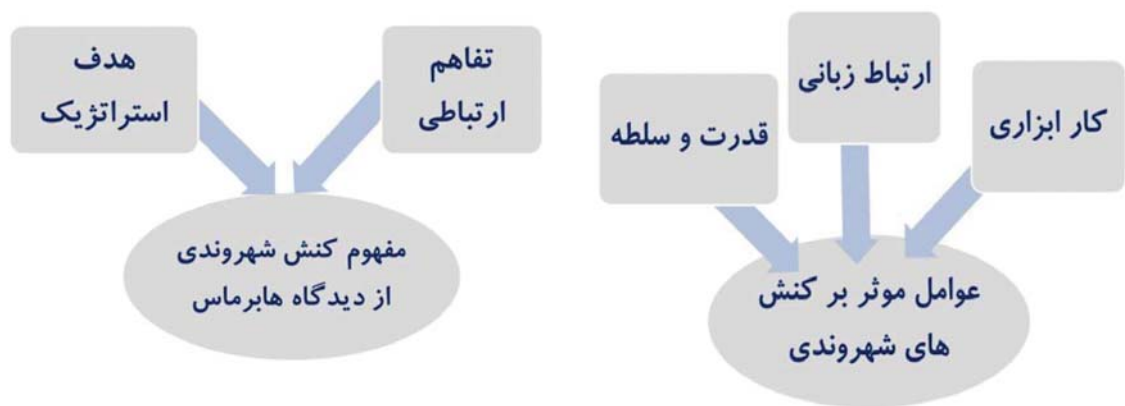 کار ابزاری
ارتباط زبانی
قدرت و سلطه
عوامل موثر بر کنش
های شهروندی
تفاهم
ارتباطی
هدف
استراتژیک
مفهوم کنش شهروندی
از دیدگاه هابرماس